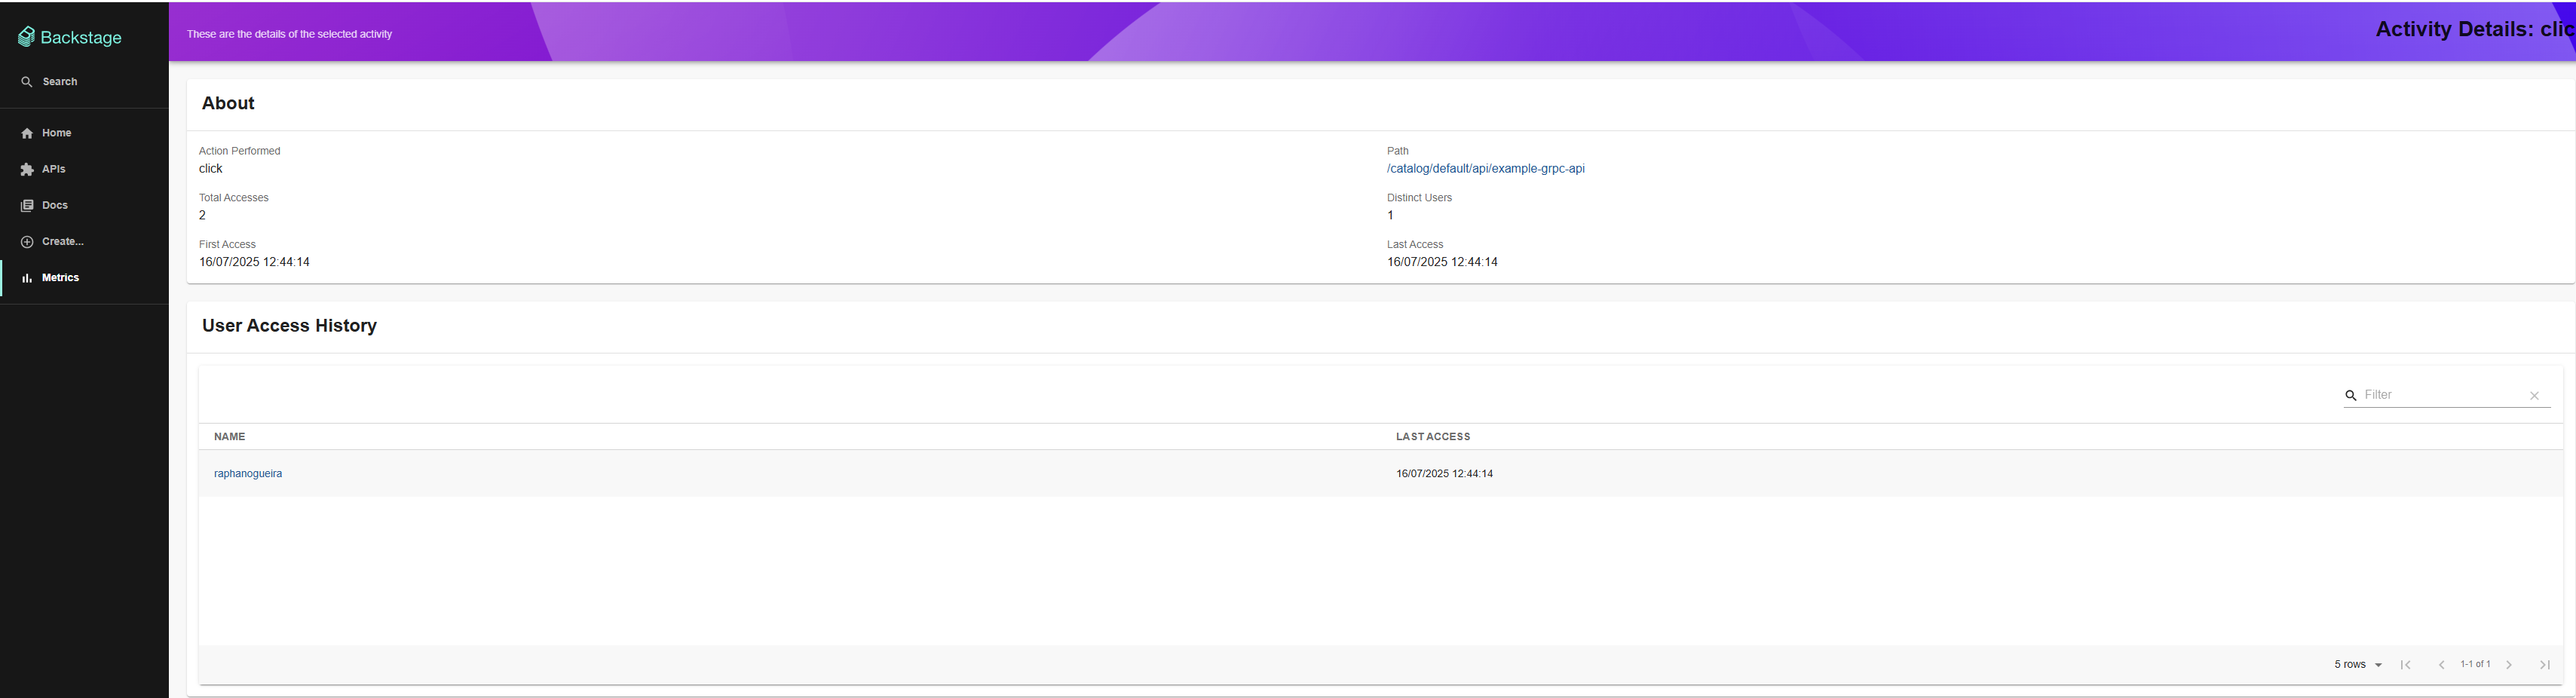 Backstage
Search
Home
APIs
Docs
Create...
Metrics
These are the details of the selected activity
Activity Details: clic
About
Action Performed
click
Path
/catalog/default/api/example-grpc-api
Total Accesses
2
Distinct Users
1
First Access
16/07/2025 12:44:14
Last Access
16/07/2025 12:44:14
User Access History
Filter
NAME LAST ACCESS
raphanogueira 16/07/2025 12:44:14
5 rows 1-1 of 1